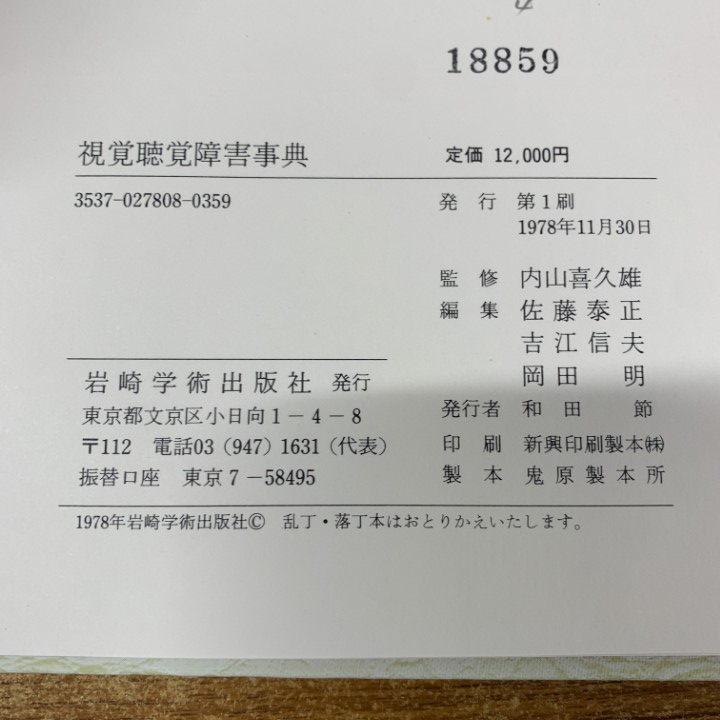 18859
視覚聴覚障害事典 定価 12,000円
3537-027808-0359
発行 第1刷
1978年11月30日
監修 内山喜久雄
編集 佐藤泰正
吉江信夫
岡田明
岩崎学術出版社 発行
東京都文京区小日向1-4-8
〒112 電話03(947)1631(代表)
振替口座 東京7-58495
発行者 和田節
印刷 新興印刷製本㈱
製本 鬼原製本所
1978年岩崎学術出版社© 乱丁・落丁本はおとりかえいたします。